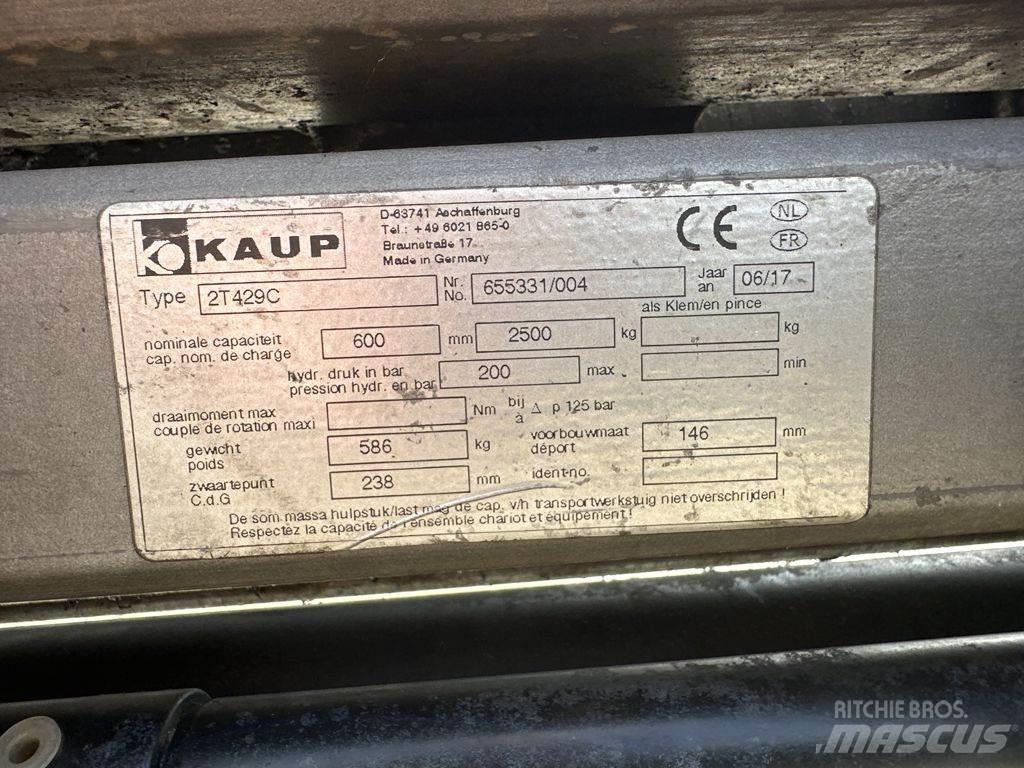 KAUP
D-63741 Aschaffenburg
Tel.: +49 6021 865-0
Braunstraße 17
Made in Germany
CE
NL
FR
Type 2T429C Nr. No. 655331/004 Jaar an 06/17
als Klem/en pince
nominale capaciteit 600 mm 2500 kg kg
cap. nom. de charge
hydr. druk in bar 200 max min
pression hydr. en bar
draaimoment max Nm bij à Δ p 125 bar
couple de rotation maxi
gewicht 586 kg voorbouwmaat 146 mm
poids déport
zwaartepunt 238 mm ident-no.
C.d.G
De som massa hulpstuk/last mag de cap. v/h transportwerkstuig niet overschrijden !
Respectéz la capacité de l'ensemble chariot et équipement !
RITCHIE BROS.
MASCUS